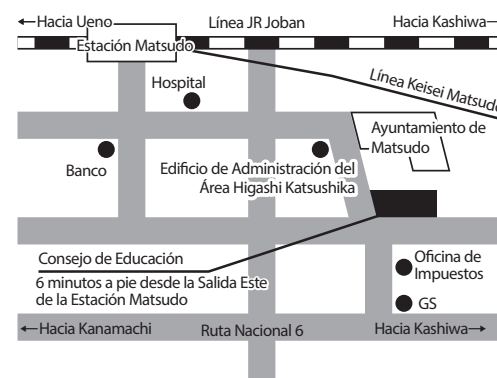 ←Hacia Ueno
Línea JR Joban
Hacia Kashiwa→
Estación Matsudo
Línea Keisei Matsudo
Hospital
Ayuntamiento de
Matsudo
Banco
Edificio de Administración del
Área Higashi Katsushika
Consejo de Educación
6 minutos a pie desde la Salida Este
de la Estación Matsudo
Oficina de
Impuestos
GS
←Hacia Kanamachi
Ruta Nacional 6
Hacia Kashiwa→